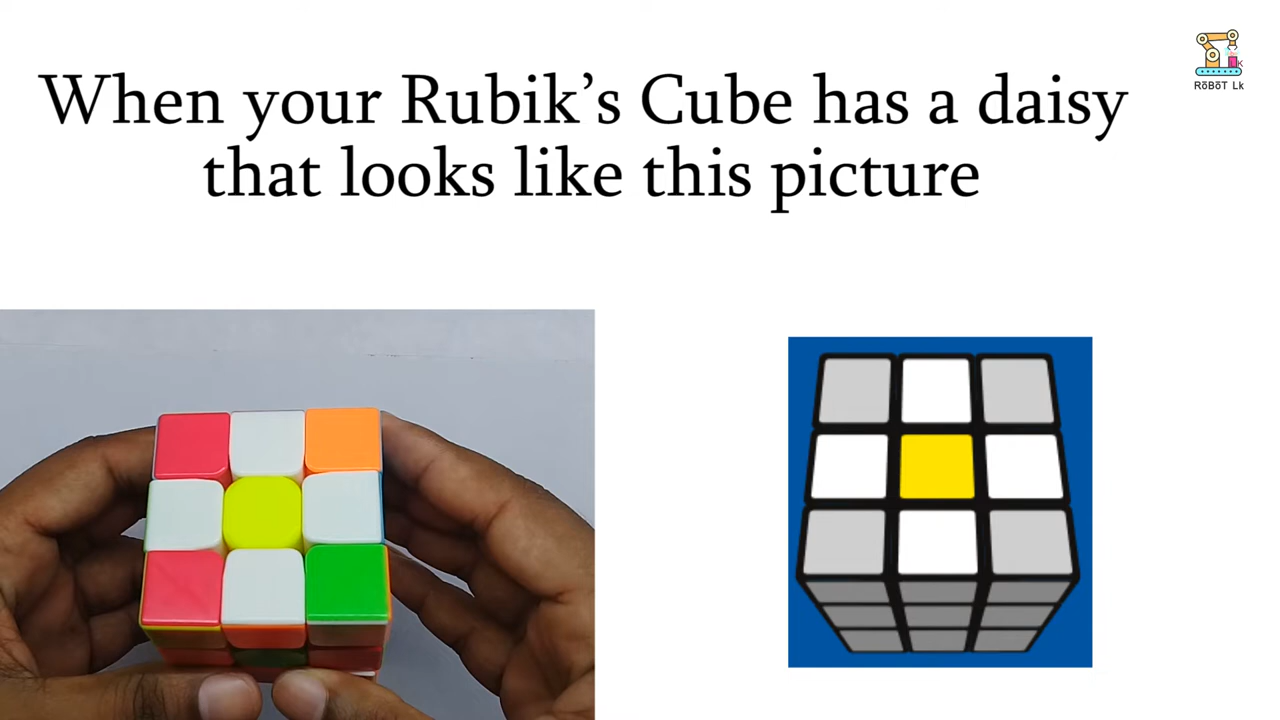 When your Rubik's Cube has a daisy
that looks like this picture
RōBōT Lk